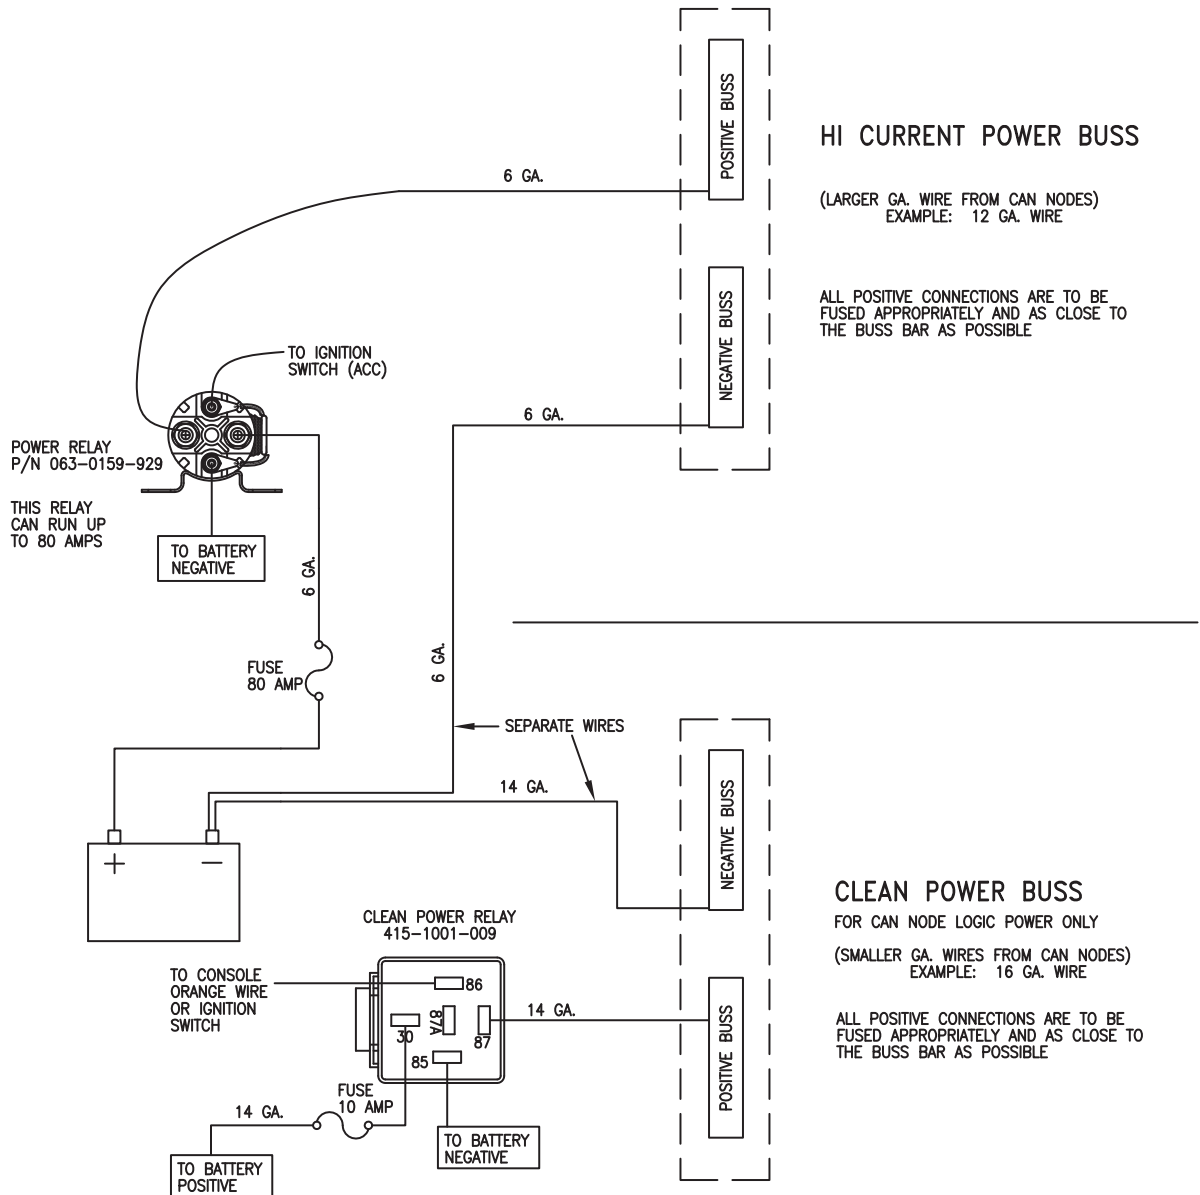 POSITIVE BUSS
HI CURRENT POWER BUSS
6 GA.
(LARGER GA. WIRE FROM CAN NODES)
EXAMPLE: 12 GA. WIRE
NEGATIVE BUSS
ALL POSITIVE CONNECTIONS ARE TO BE
FUSED APPROPRIATELY AND AS CLOSE TO
THE BUSS BAR AS POSSIBLE
TO IGNITION
SWITCH (ACC)
6 GA.
POWER RELAY
P/N 063-0159-929
THIS RELAY
CAN RUN UP
TO 80 AMPS
TO BATTERY
NEGATIVE
6 GA.
FUSE
80 AMP
6 GA.
SEPARATE WIRES
14 GA.
+
−
NEGATIVE BUSS
CLEAN POWER BUSS
FOR CAN NODE LOGIC POWER ONLY
(SMALLER GA. WIRES FROM CAN NODES)
EXAMPLE: 16 GA. WIRE
CLEAN POWER RELAY
415-1001-009
TO CONSOLE
ORANGE WIRE
OR IGNITION
SWITCH
86
30
87A
87
85
14 GA.
POSITIVE BUSS
ALL POSITIVE CONNECTIONS ARE TO BE
FUSED APPROPRIATELY AND AS CLOSE TO
THE BUSS BAR AS POSSIBLE
FUSE
10 AMP
14 GA.
TO BATTERY
NEGATIVE
TO BATTERY
POSITIVE